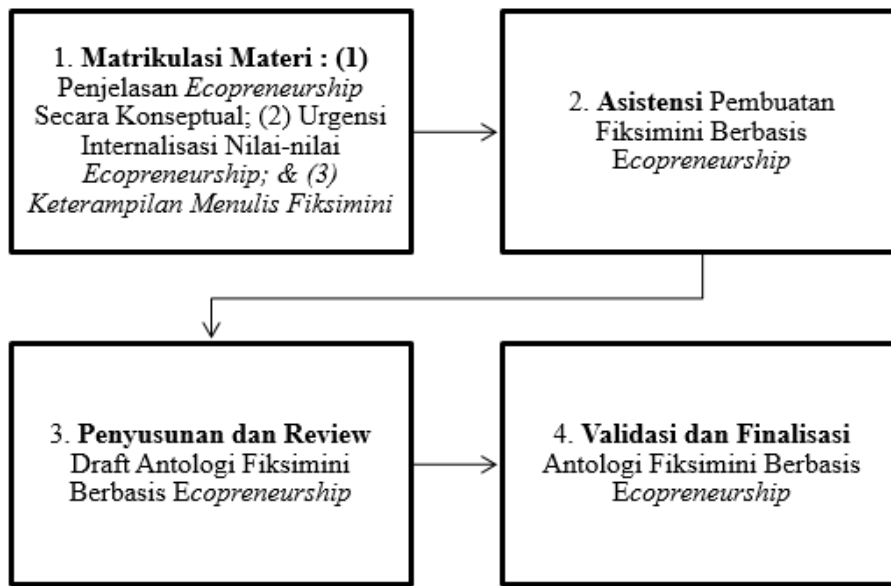 1. Matrikulasi Materi : (1)
Penjelasan Ecopreneurship
Secara Konseptual; (2) Urgensi
Internalisasi Nilai-nilai
Ecopreneurship; & (3)
Keterampilan Menulis Fiksimini
2. Asistensi Pembuatan
Fiksimini Berbasis
Ecopreneurship
3. Penyusunan dan Review
Draft Antologi Fiksimini
Berbasis Ecopreneurship
4. Validasi dan Finalisasi
Antologi Fiksimini Berbasis
Ecopreneurship